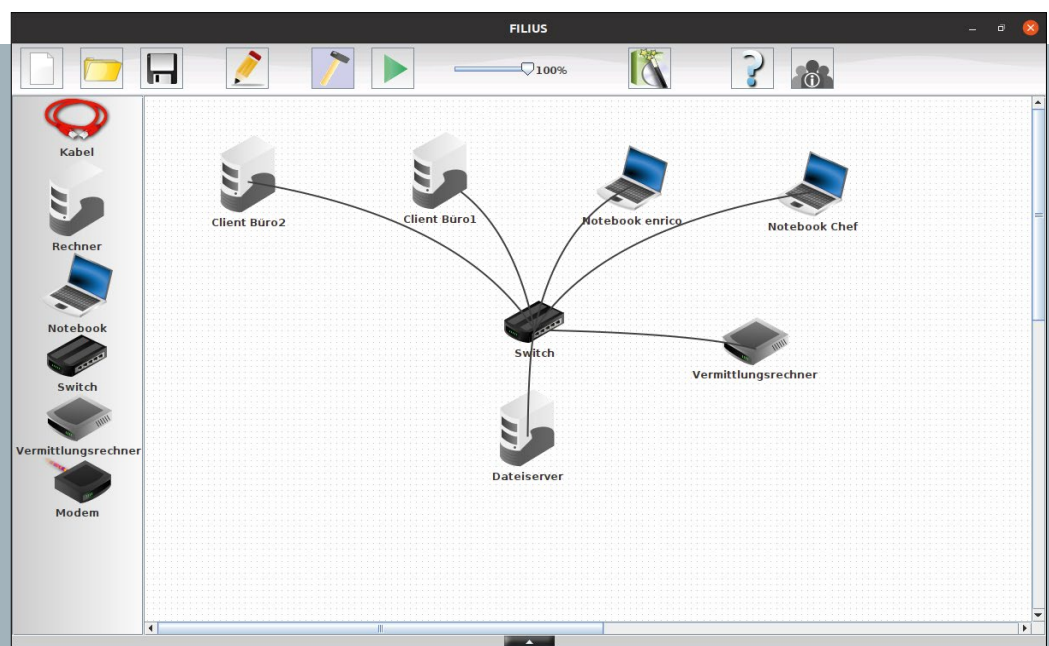 FILIUS
100%
Kabel
Rechner
Notebook
Switch
Vermittlungsrechner
Modem
Client Büro2
Client Büro1
Notebook enrico
Notebook Chef
Switch
Vermittlungsrechner
Dateiserver